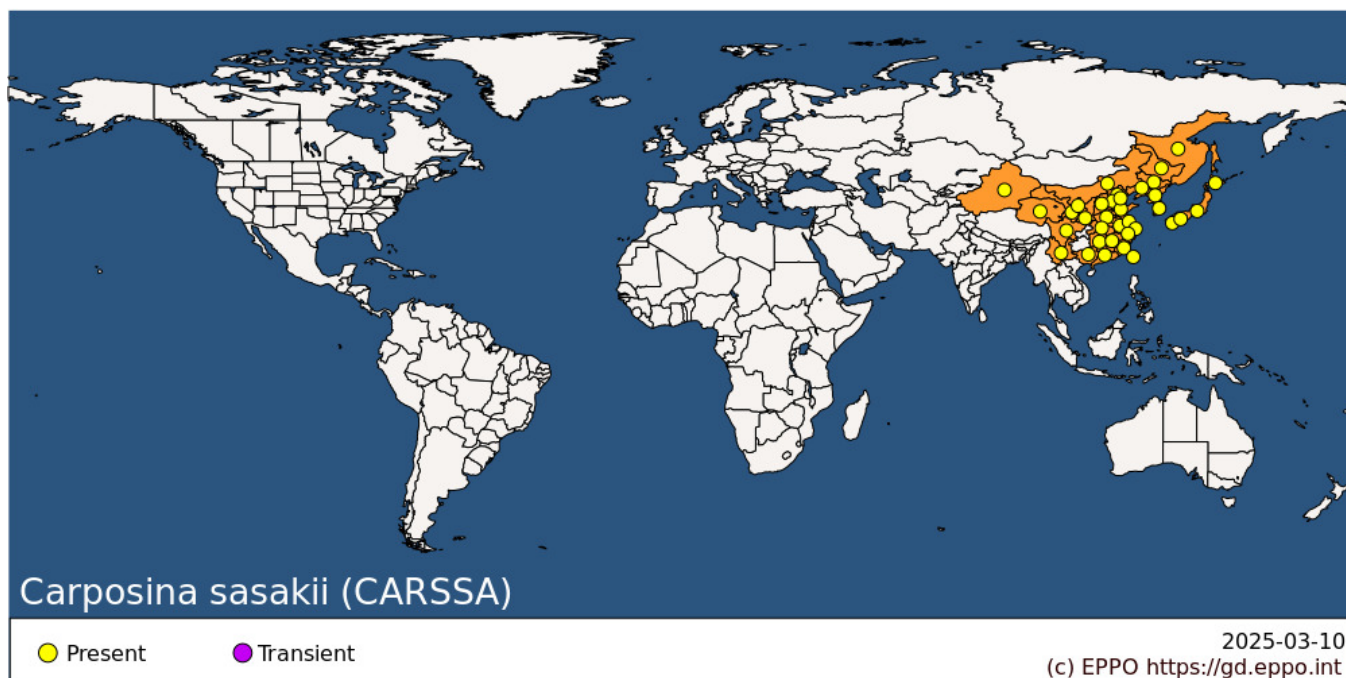 Carposina sasakii (CARSSA)
Present
Transient
2025-03-10
(c) EPPO https://gd.eppo.int